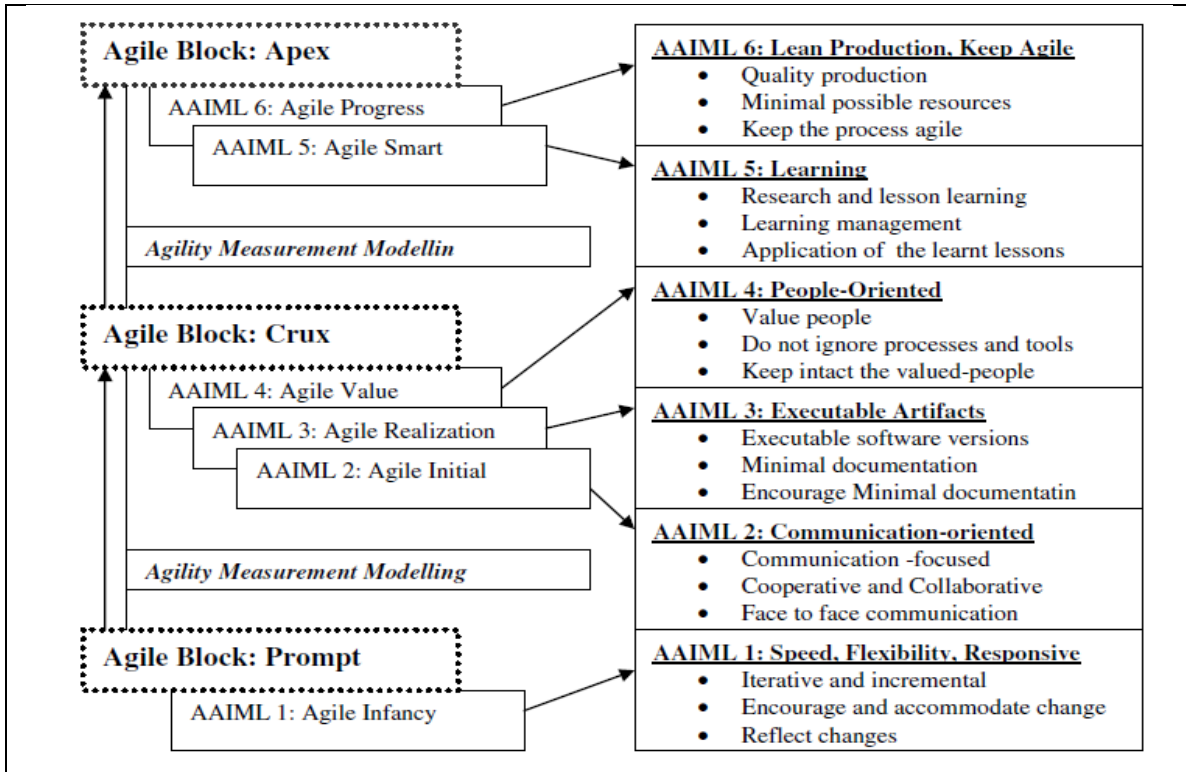 Agile Block: Apex
AAIML 6: Agile Progress
AAIML 5: Agile Smart
Agility Measurement Modellin
Agile Block: Crux
AAIML 4: Agile Value
AAIML 3: Agile Realization
AAIML 2: Agile Initial
Agility Measurement Modelling
Agile Block: Prompt
AAIML 1: Agile Infancy
AAIML 6: Lean Production, Keep Agile
• Quality production
• Minimal possible resources
• Keep the process agile
AAIML 5: Learning
• Research and lesson learning
• Learning management
• Application of the learnt lessons
AAIML 4: People-Oriented
• Value people
• Do not ignore processes and tools
• Keep intact the valued-people
AAIML 3: Executable Artifacts
• Executable software versions
• Minimal documentation
• Encourage Minimal documentatin
AAIML 2: Communication-oriented
• Communication -focused
• Cooperative and Collaborative
• Face to face communication
AAIML 1: Speed, Flexibility, Responsive
• Iterative and incremental
• Encourage and accommodate change
• Reflect changes